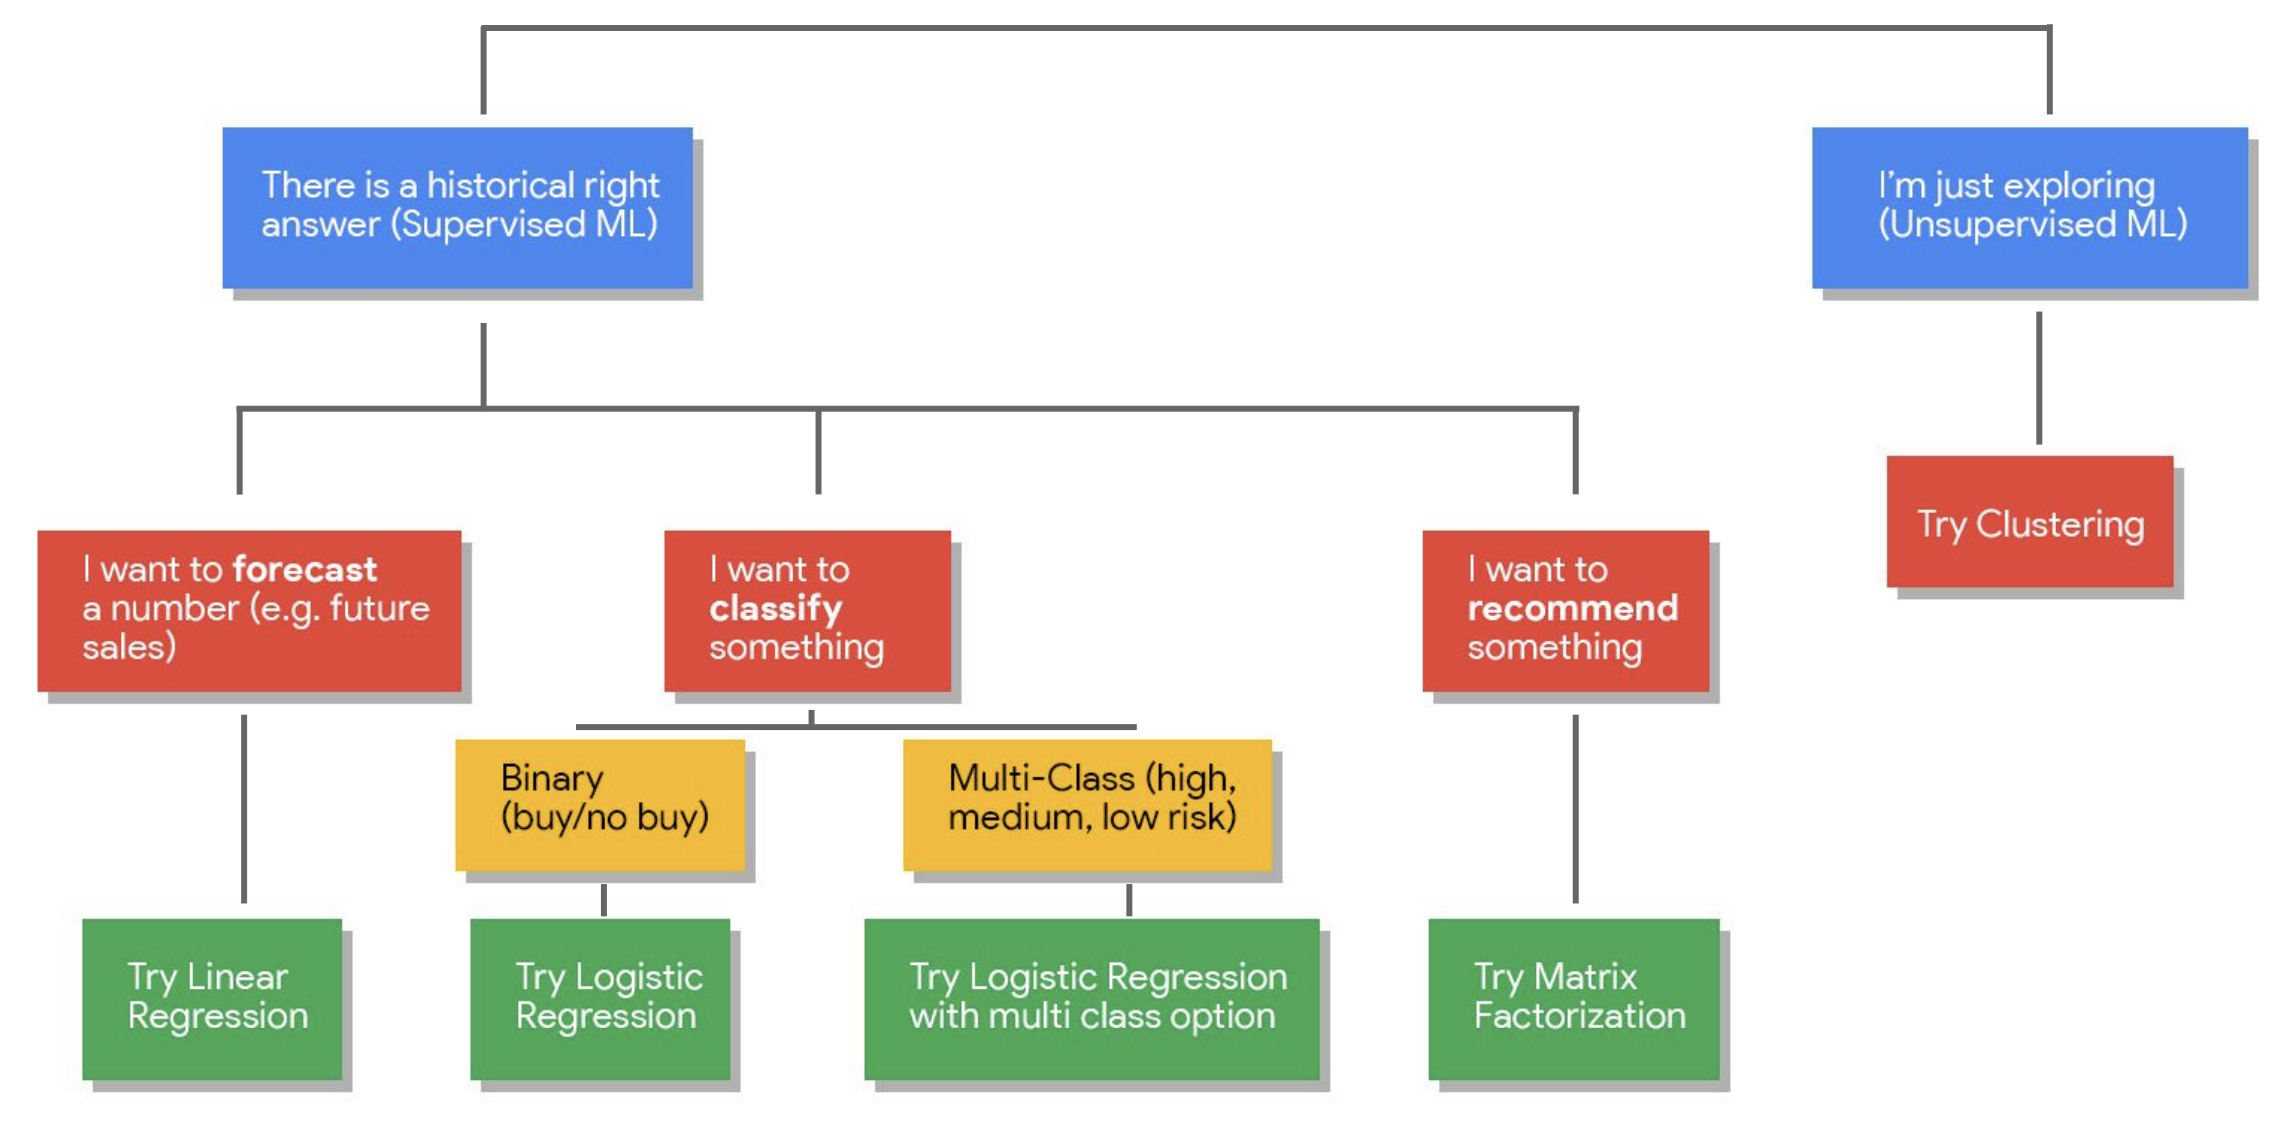 There is a historical right
answer (Supervised ML)
I'm just exploring
(Unsupervised ML)
I want to forecast
a number (e.g. future
sales)
I want to
classify
something
I want to
recommend
something
Try Clustering
Binary
(buy/no buy)
Multi-Class (high,
medium, low risk)
Try Linear
Regression
Try Logistic
Regression
Try Logistic Regression
with multi class option
Try Matrix
Factorization